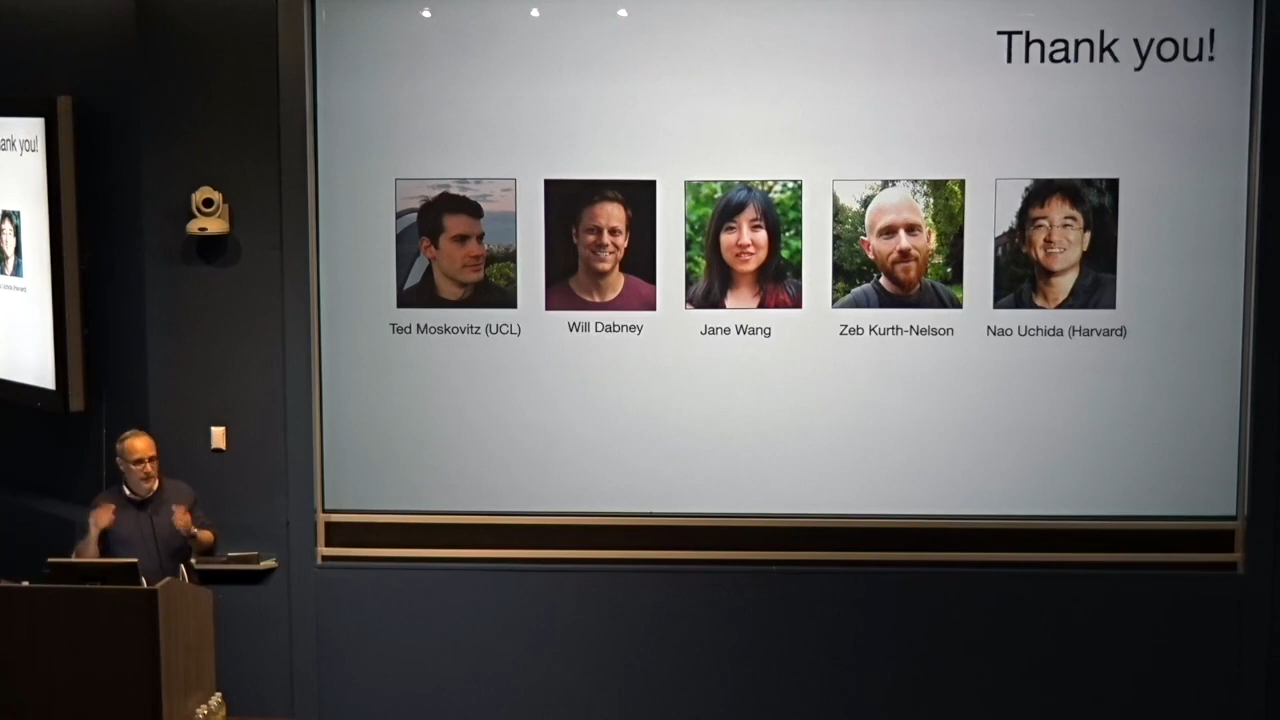 Thank you!
ank you!
Ted Moskovitz (UCL)
Will Dabney
Jane Wang
Zeb Kurth-Nelson
Nao Uchida (Harvard)